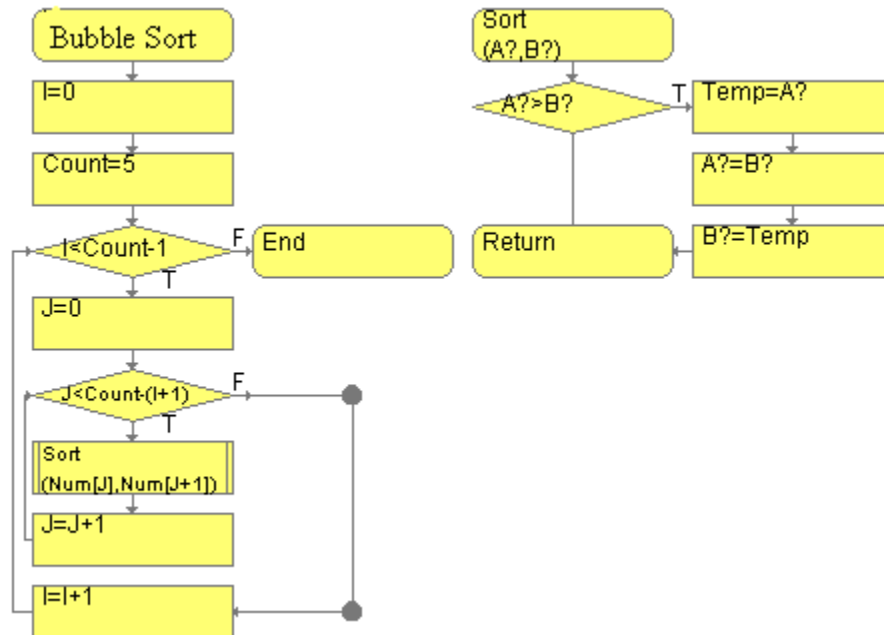 Bubble Sort
I=0
Count=5
I<Count-1
F
End
T
J=0
J<Count-(I+1)
F
T
Sort
(Num[J],Num[J+1])
J=J+1
I=I+1
Sort
(A?,B?)
A?>B?
T
Temp=A?
A?=B?
B?=Temp
Return